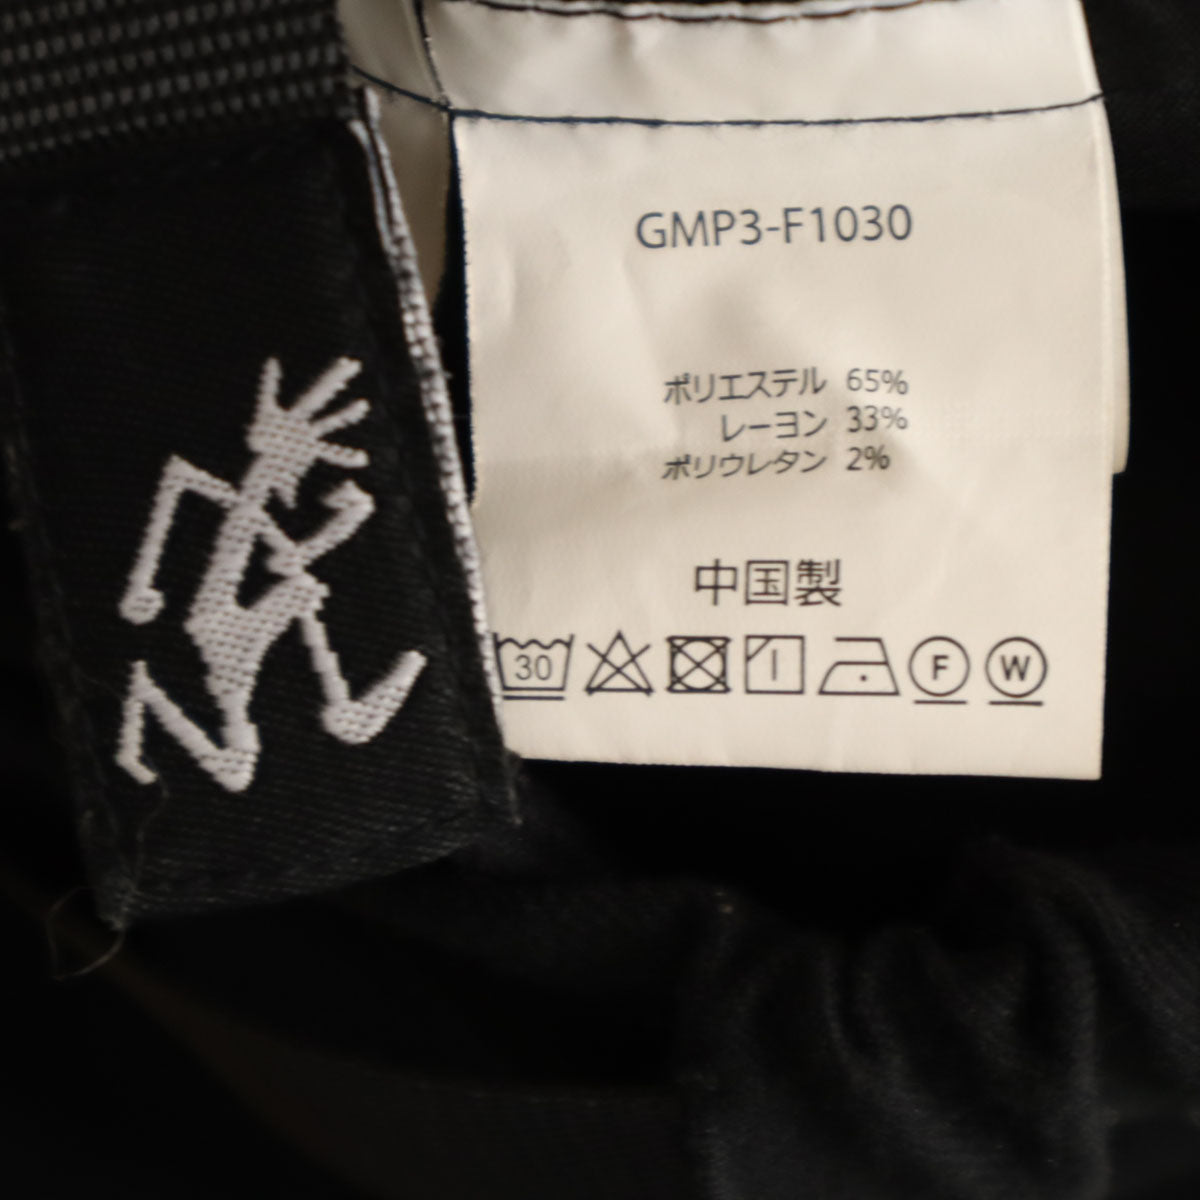 GMP3-F1030
ポリエステル 65%
レーヨン 33%
ポリウレタン 2%
中国製
30 F W